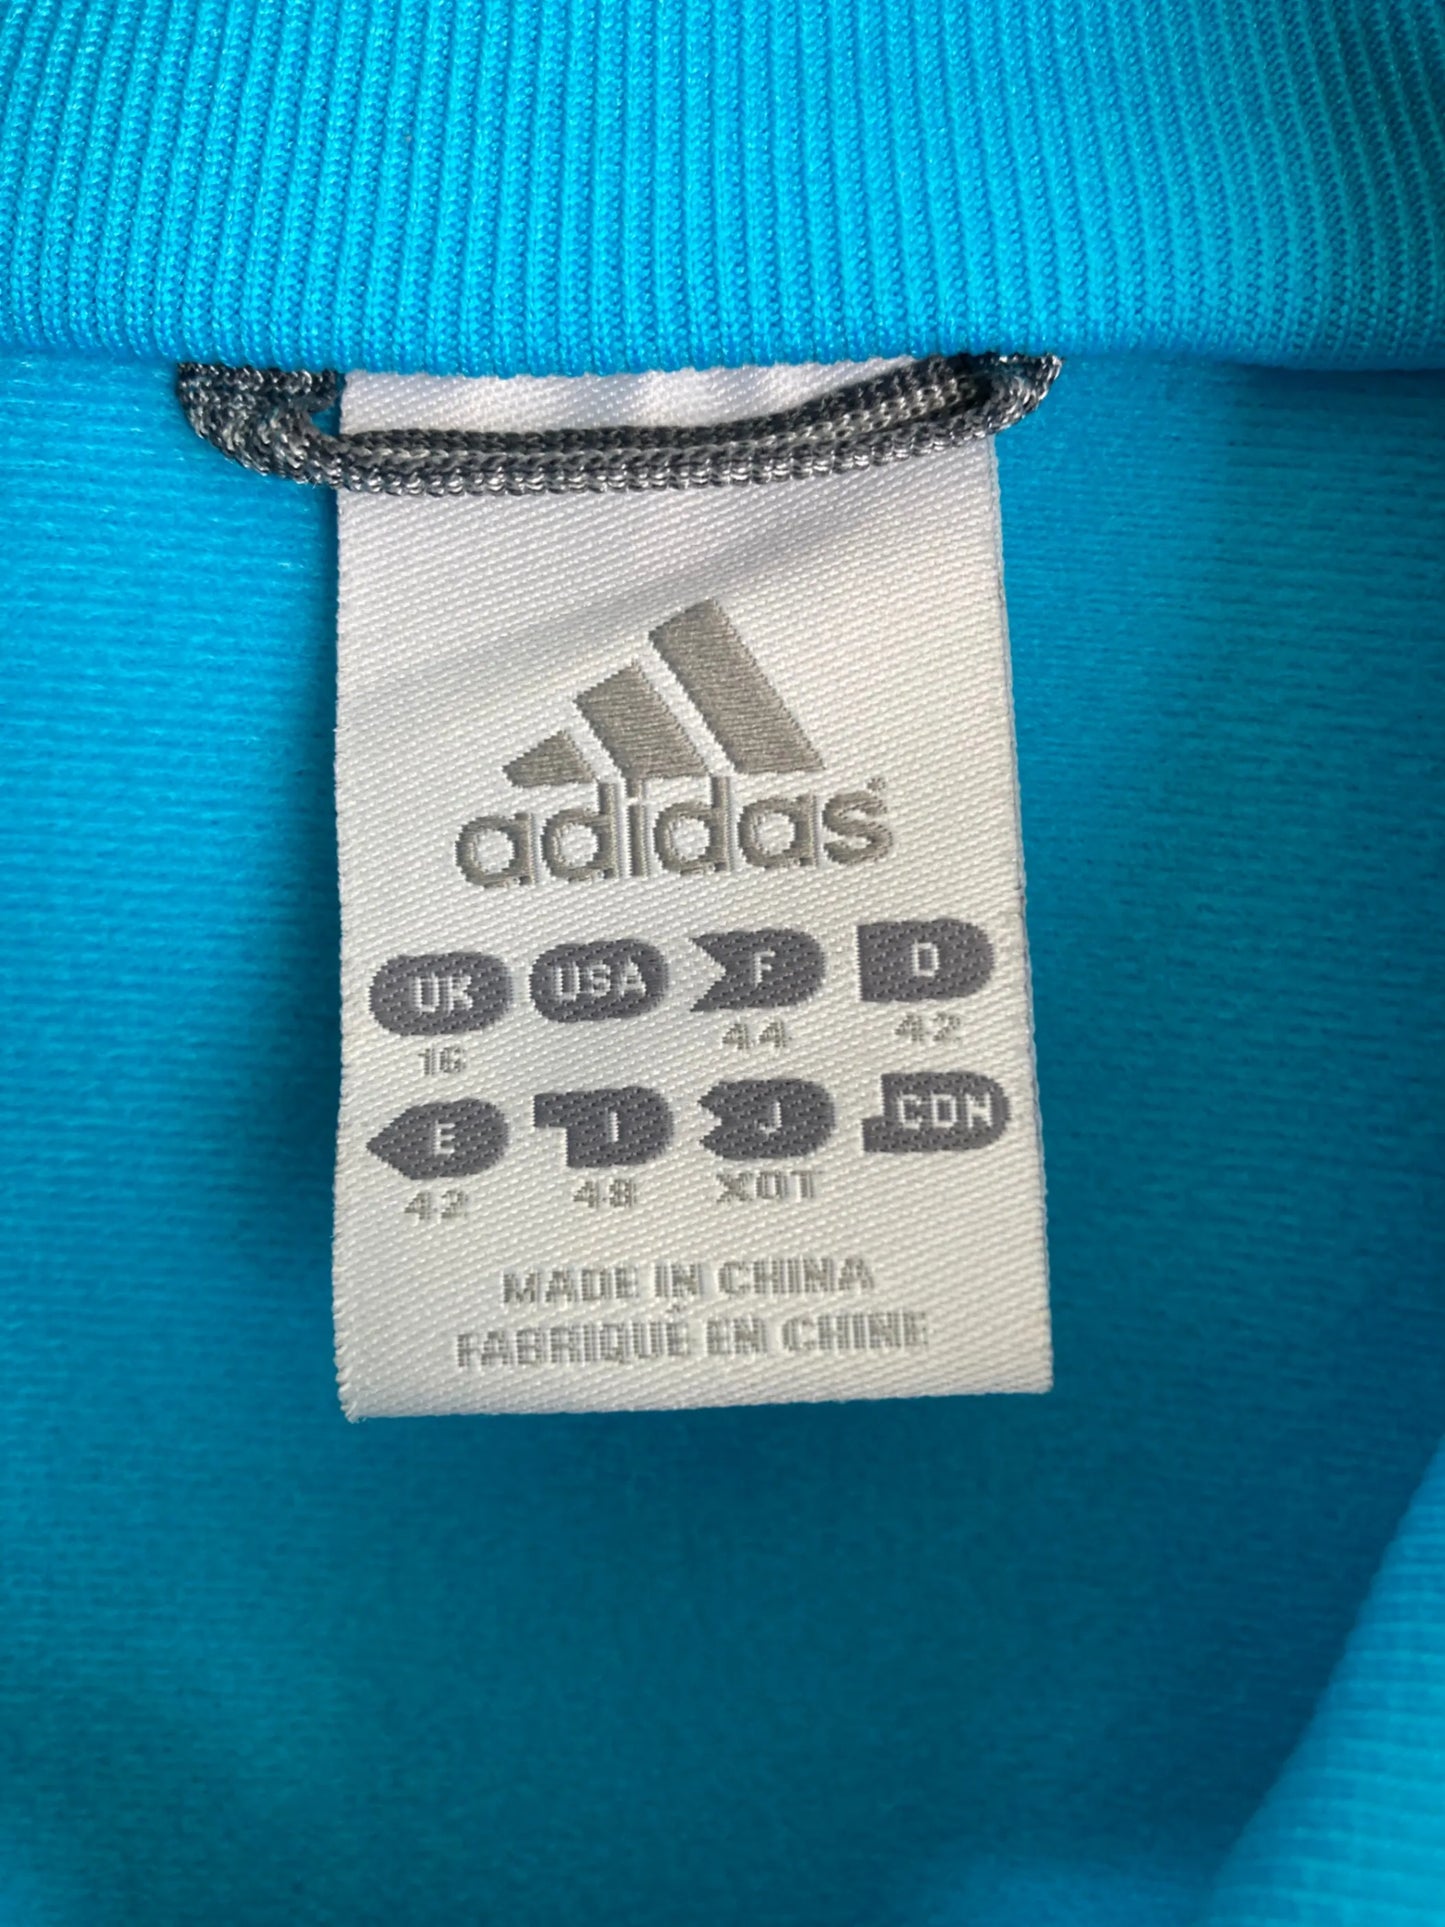 adidas
UK USA F D
16 44 42
E I J CDN
42 48 XOT
MADE IN CHINA
FABRIQUÉ EN CHINE